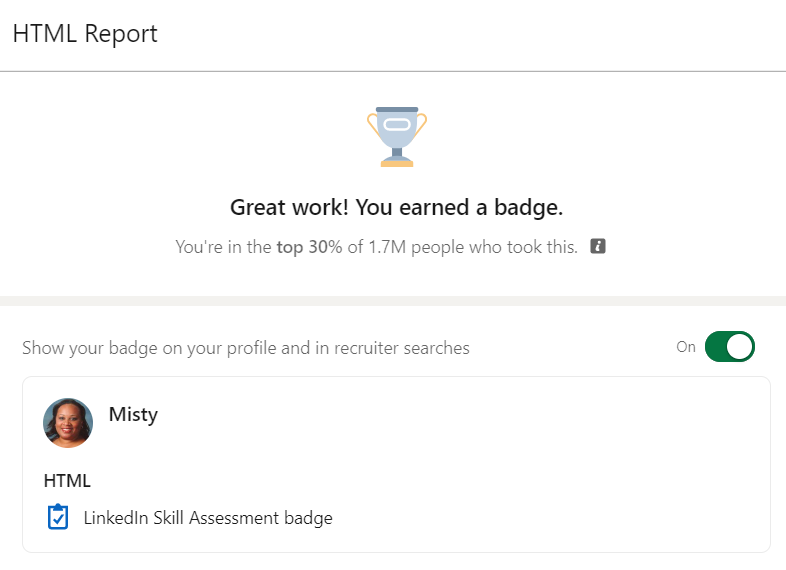 HTML Report
Great work! You earned a badge.
You're in the top 30% of 1.7M people who took this.
Show your badge on your profile and in recruiter searches
On
Misty
HTML
LinkedIn Skill Assessment badge